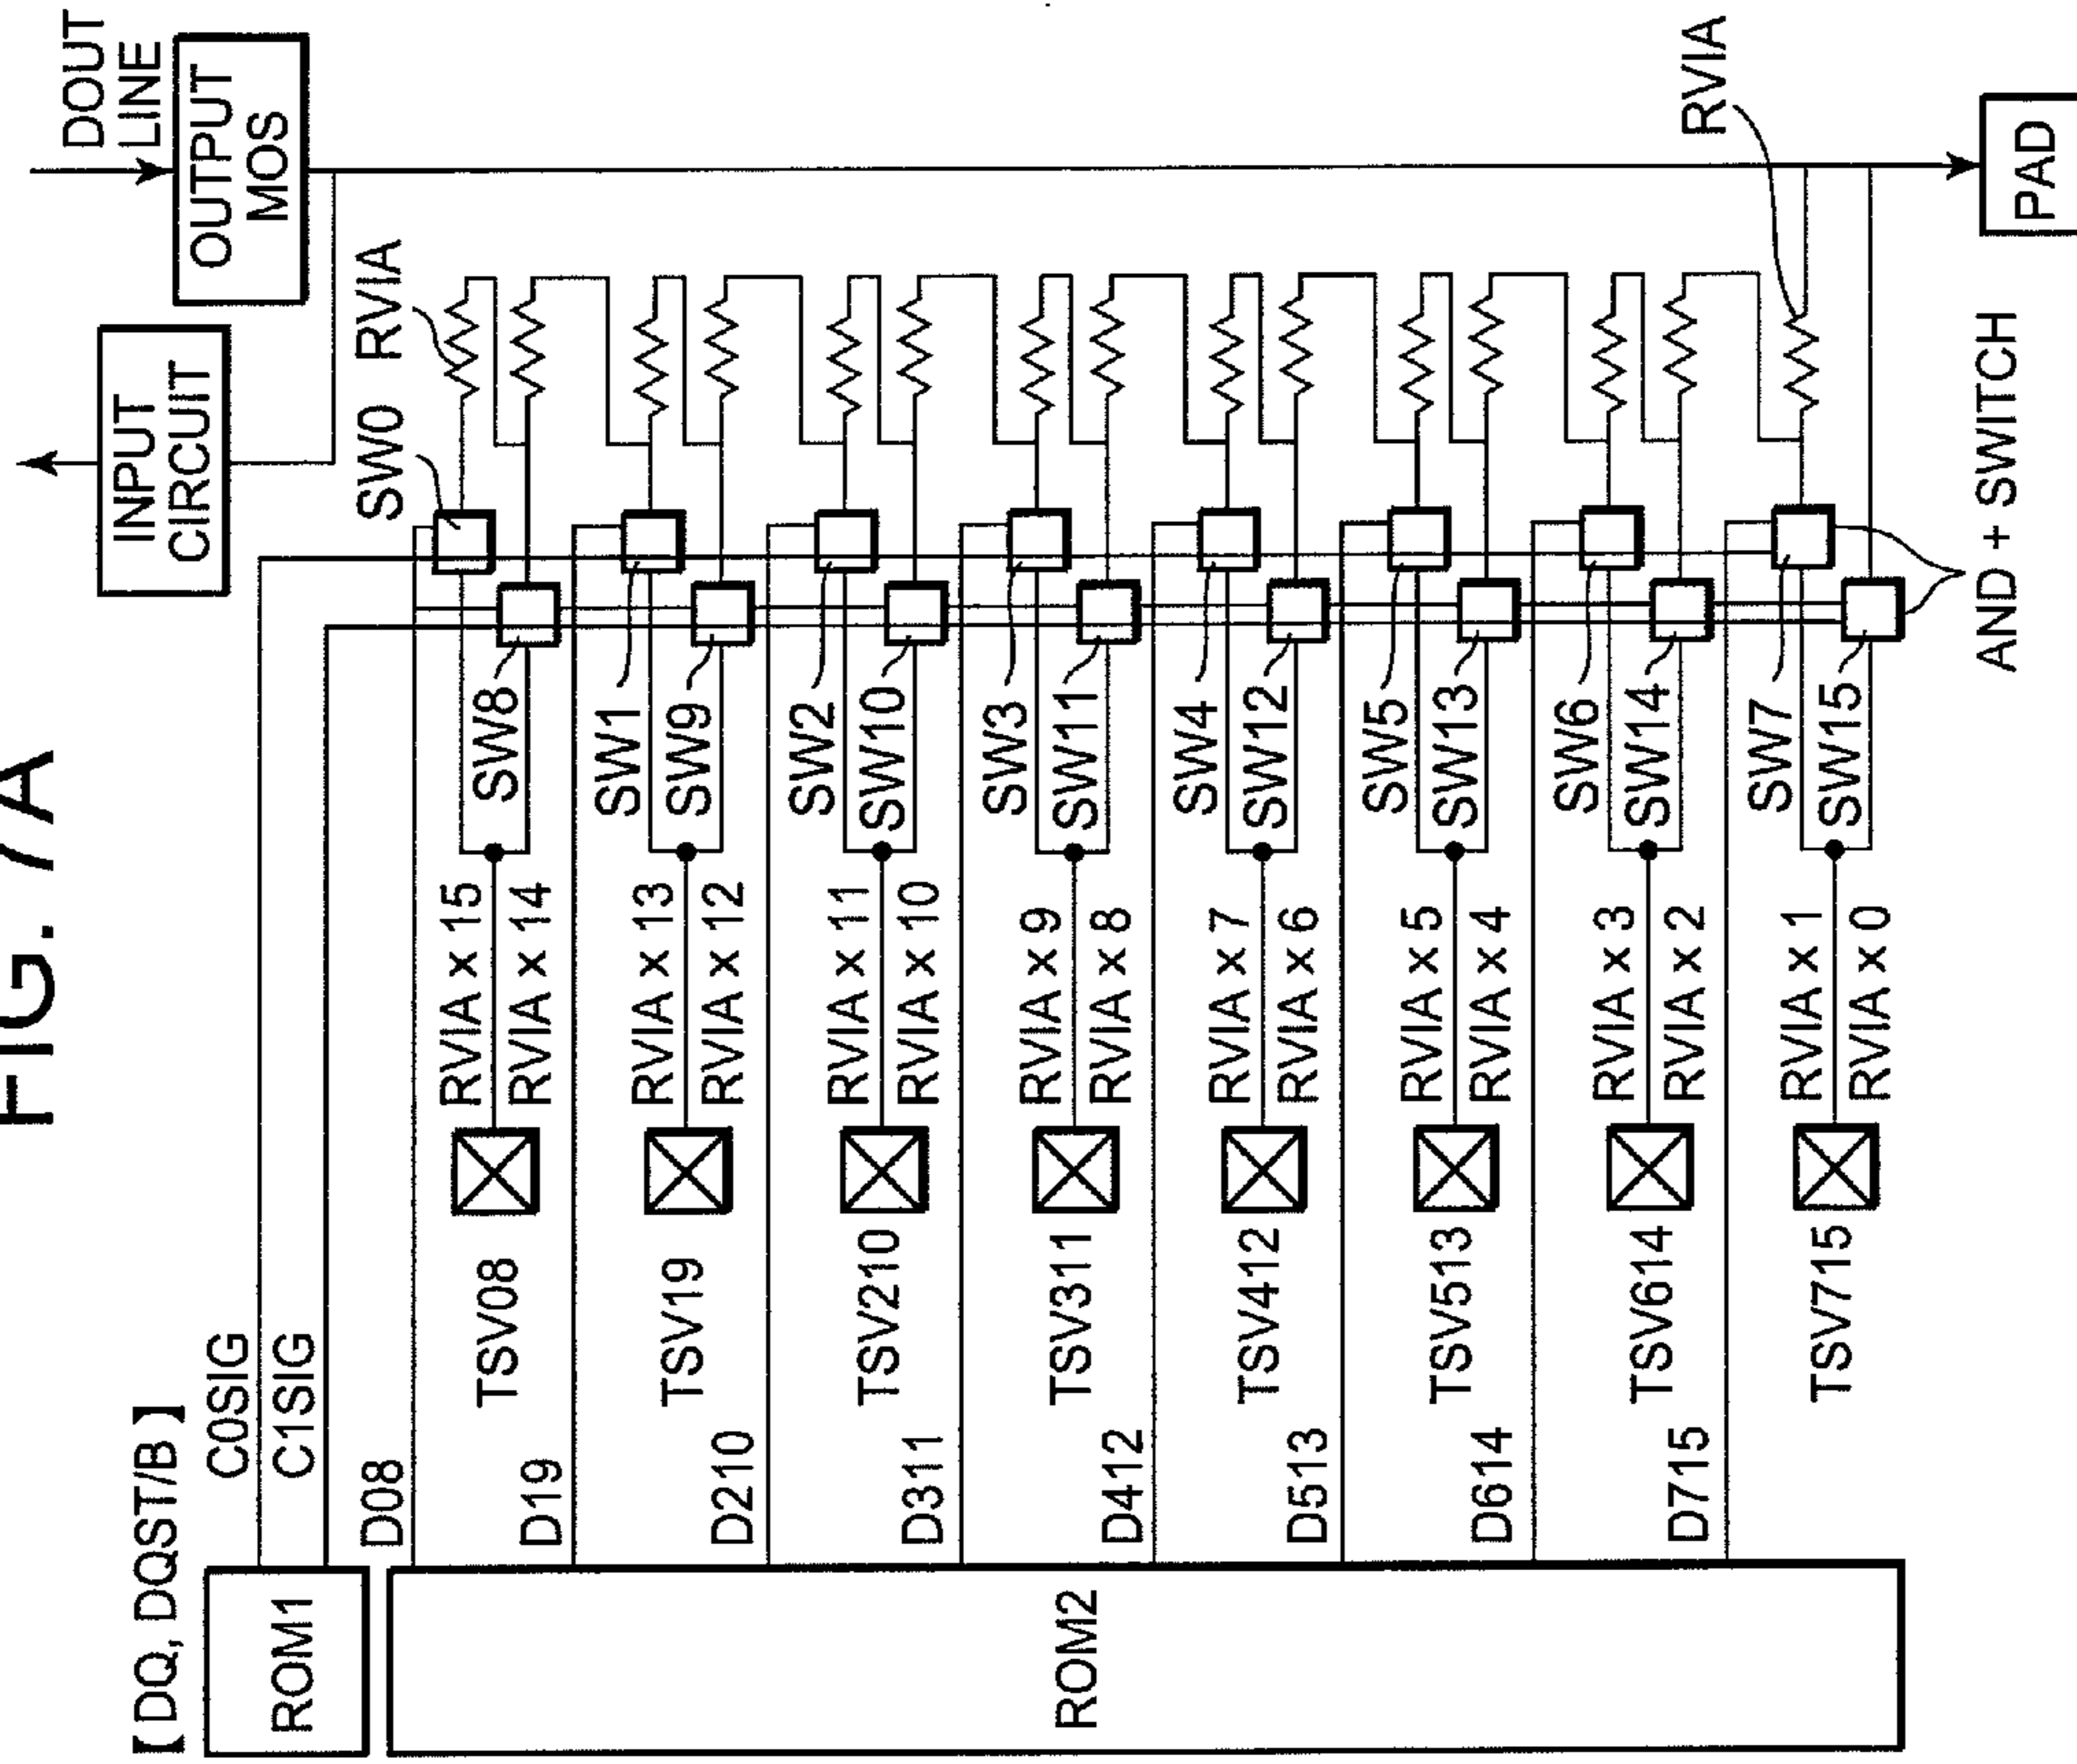 FIG. 7A
[ DQ, DQST/B ]
ROM1
ROM2
C0SIG
C1SIG
D08
D19
D210
D311
D412
D513
D614
D715
TSV08
TSV19
TSV210
TSV311
TSV412
TSV513
TSV614
TSV715
RVIA x 15
RVIA x 14
RVIA x 13
RVIA x 12
RVIA x 11
RVIA x 10
RVIA x 9
RVIA x 8
RVIA x 7
RVIA x 6
RVIA x 5
RVIA x 4
RVIA x 3
RVIA x 2
RVIA x 1
RVIA x 0
SW8
SW1
SW9
SW2
SW10
SW3
SW11
SW4
SW12
SW5
SW13
SW6
SW14
SW7
SW15
INPUT
CIRCUIT
SW0
RVIA
AND + SWITCH
OUTPUT
MOS
DOUT
LINE
RVIA
PAD